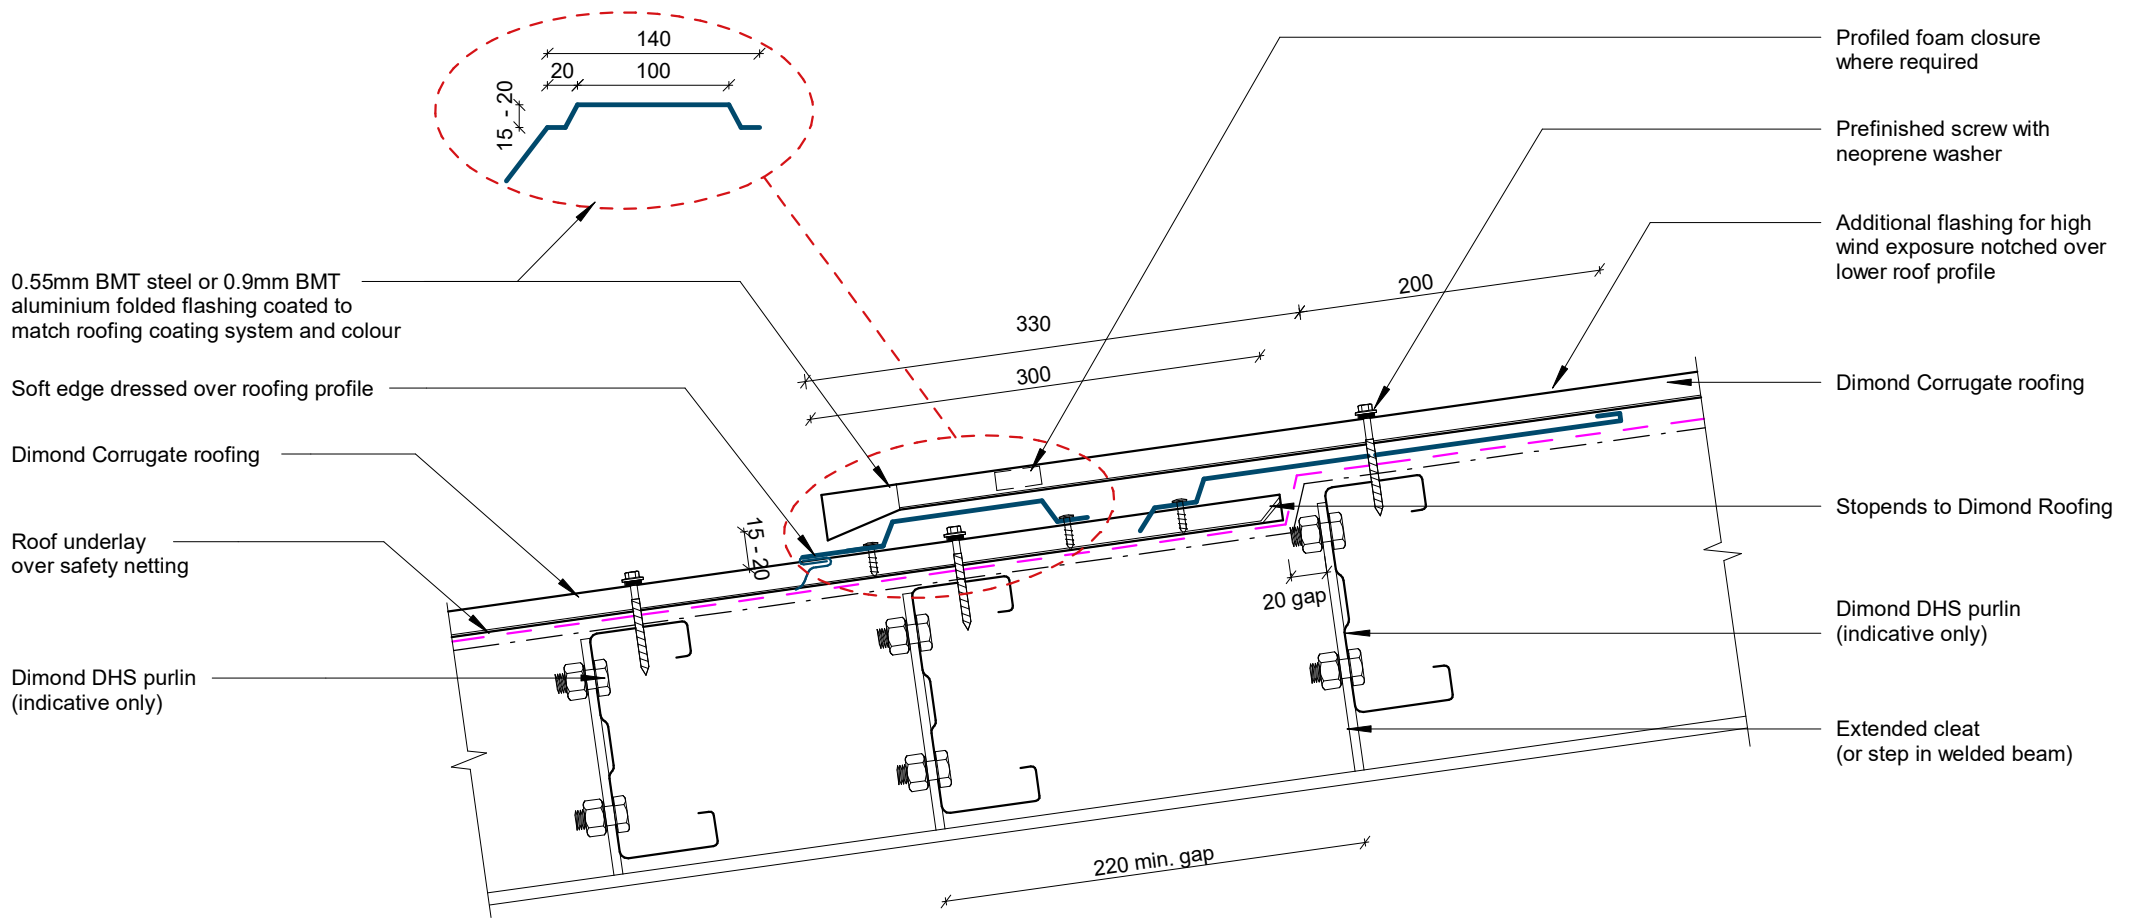 140
20
100
15 - 20
0.55mm BMT steel or 0.9mm BMT
aluminium folded flashing coated to
match roofing coating system and colour
Soft edge dressed over roofing profile
Dimond Corrugate roofing
Roof underlay
over safety netting
Dimond DHS purlin
(indicative only)
330
200
300
15 - 20
20 gap
220 min. gap
Profiled foam closure
where required
Prefinished screw with
neoprene washer
Additional flashing for high
wind exposure notched over
lower roof profile
Dimond Corrugate roofing
Stopends to Dimond Roofing
Dimond DHS purlin
(indicative only)
Extended cleat
(or step in welded beam)